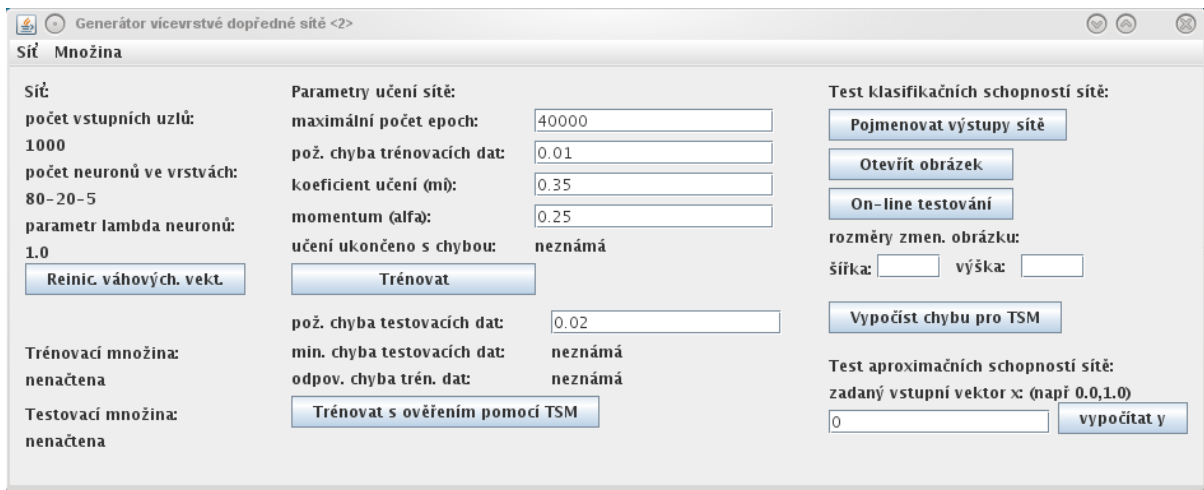 Generátor vícevrstvé dopředné sítě <2>
Síť Množina
Síť:
počet vstupních uzlů:
1000
počet neuronů ve vrstvách:
80-20-5
parametr lambda neuronů:
1.0
Reinic. váhových. vekt.
Trénovací množina:
nenačtena
Testovací množina:
nenačtena
Parametry učení sítě:
maximální počet epoch: 40000
pož. chyba trénovacích dat: 0.01
koeficient učení (mí): 0.35
momentum (alfa): 0.25
učení ukončeno s chybou: neznámá
Trénovat
pož. chyba testovacích dat: 0.02
min. chyba testovacích dat: neznámá
odpov. chyba trén. dat: neznámá
Trénovat s ověřením pomocí TSM
Test klasifikačních schopností sítě:
Pojmenovat výstupy sítě
Otevřít obrázek
On-line testování
rozměry zmen. obrázku:
šířka: výška:
Vypočíst chybu pro TSM
Test aproximačních schopností sítě:
zadaný vstupní vektor x: (např 0.0,1.0)
0 vypočítat y